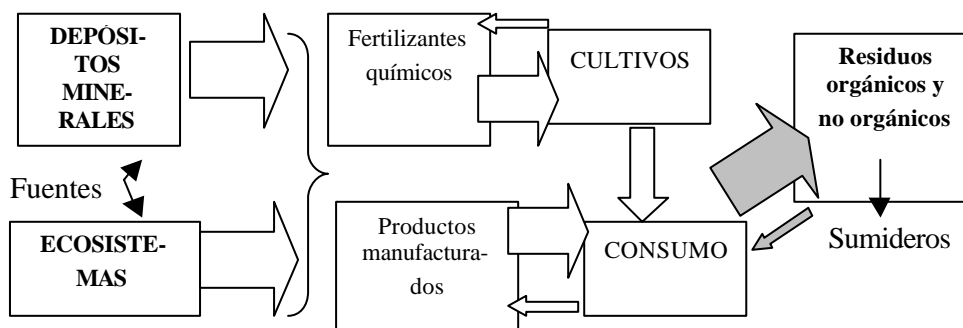 DEPÓSI-
TOS
MINE-
RALES
Fuentes
ECOSISTE-
MAS
Fertilizantes
químicos
CULTIVOS
Productos
manufactura-
dos
CONSUMO
Residuos
orgánicos y
no orgánicos
Sumideros